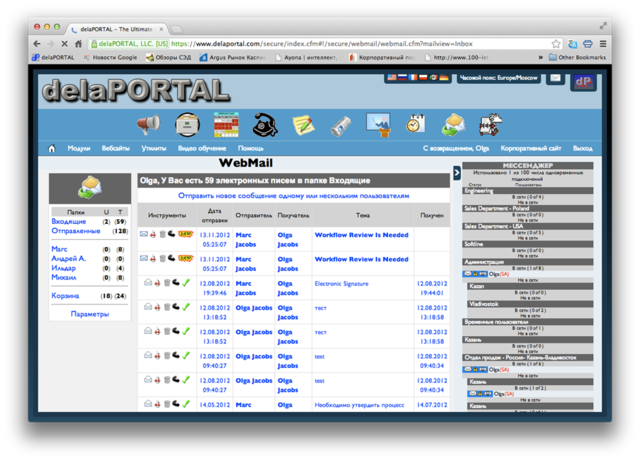 delaPORTAL – The Ultimate
delaPORTAL, LLC. [US] https://www.delaportal.com/secure/index.cfm#!/secure/webmail/webmail.cfm?mailview=Inbox
delaPORTAL Новости Google Обзоры СЭД Argus Рынок Каспи Ayona | интеллект. Корпоративный пор http://www.100-let Other Bookmarks
delaPORTAL
Часовой пояс: Europe/Moscow
dP
Модули Вебсайты Утилиты Видео обучение Помощь С возвращением, Olga Корпоративный сайт Выход
WebMail
Olga, У Вас есть 59 электронных писем в папке Входящие
Отправить новое сообщение одному или нескольким пользователям
Папки U T
Входящие (2) (59)
Отправленные (128)
Марс (0) (8)
Андрей А. (0) (0)
Ильдар (0) (4)
Михаил (0) (8)
Корзина (18) (24)
Параметры
Инструменты Дата отправки Отправитель Получатель Тема Получен
13.11.2012 05:25:07 Marc Jacobs Olga Jacobs Workflow Review Is Needed
13.11.2012 05:25:07 Marc Jacobs Olga Jacobs Workflow Review Is Needed
12.08.2012 19:39:46 Marc Jacobs Olga Jacobs Electronic Signature 12.08.2012 19:44:01
12.08.2012 13:18:52 Olga Jacobs Olga Jacobs тест 12.08.2012 13:18:58
12.08.2012 13:18:52 Olga Jacobs Olga Jacobs тест 12.08.2012 13:18:58
12.08.2012 09:40:27 Olga Jacobs Olga Jacobs test 12.08.2012 09:40:34
12.08.2012 09:40:27 Olga Jacobs Olga Jacobs test 12.08.2012 09:40:34
14.05.2012 Marc Olga Необходимо утвердить процесс 14.07.2012
МЕССЕНДЖЕР
Использовано 1 из 100 числа одновременных
подключений
Статус Пользователь
Engineering
В сети ( 0 of 4 )
Не в сети
Sales Department - Poland
В сети ( 0 of 0 )
Не в сети
Sales Department - USA
В сети ( 0 of 3 )
Не в сети
Softline
В сети ( 0 of 0 )
Не в сети
Администрация
В сети ( 1 of 8 )
Olga(SA)
Не в сети
Kazan
В сети ( 0 of 0 )
Не в сети
Vladivostok
В сети ( 0 of 2 )
Не в сети
Временные пользователи
В сети ( 0 of 1 )
Не в сети
Казань
В сети ( 0 of 1 )
Не в сети
Отдел продаж - Россия- Казань-Владивосток
В сети ( 1 of 6 )
Olga(SA)
Не в сети
Казань
В сети ( 1 of 2 )
Olga(SA)
Не в сети
Казань